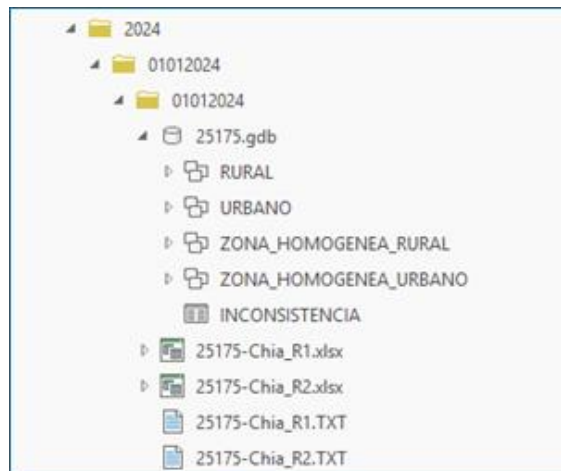 2024
01012024
01012024
25175.gdb
RURAL
URBANO
ZONA_HOMOGENEA_RURAL
ZONA_HOMOGENEA_URBANO
INCONSISTENCIA
25175-Chia_R1.xlsx
25175-Chia_R2.xlsx
25175-Chia_R1.TXT
25175-Chia_R2.TXT